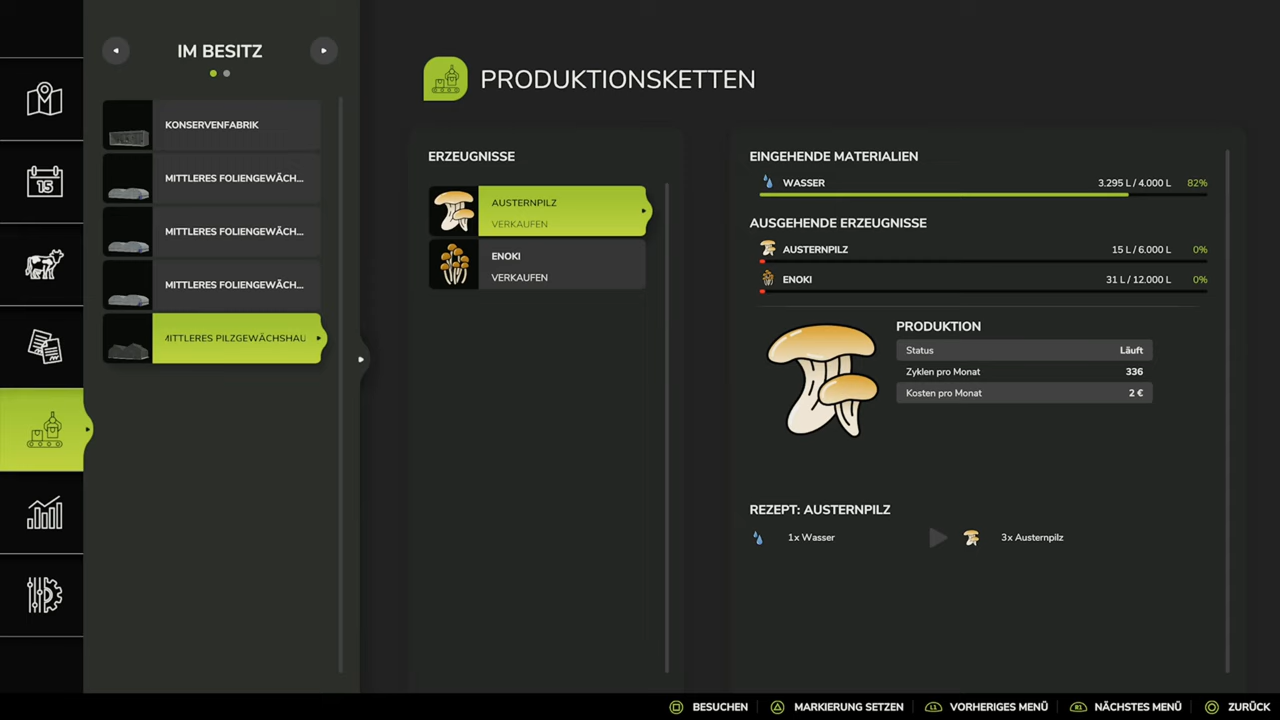 IM BESITZ
KONSERVENFABRIK
MITTLERES FOLIENGEWÄCH...
MITTLERES FOLIENGEWÄCH...
MITTLERES FOLIENGEWÄCH...
MITTLERES PILZGEWÄCHSHAU
15
PRODUKTIONSKETTEN
ERZEUGNISSE
AUSTERNPILZ
VERKAUFEN
ENOKI
VERKAUFEN
EINGEHENDE MATERIALIEN
WASSER 3.295 L / 4.000 L 82%
AUSGEHENDE ERZEUGNISSE
AUSTERNPILZ 15 L / 6.000 L 0%
ENOKI 31 L / 12.000 L 0%
PRODUKTION
Status Läuft
Zyklen pro Monat 336
Kosten pro Monat 2 €
REZEPT: AUSTERNPILZ
1x Wasser 3x Austernpilz
BESUCHEN MARKIERUNG SETZEN L1 VORHERIGES MENÜ R1 NÄCHSTES MENÜ ZURÜCK